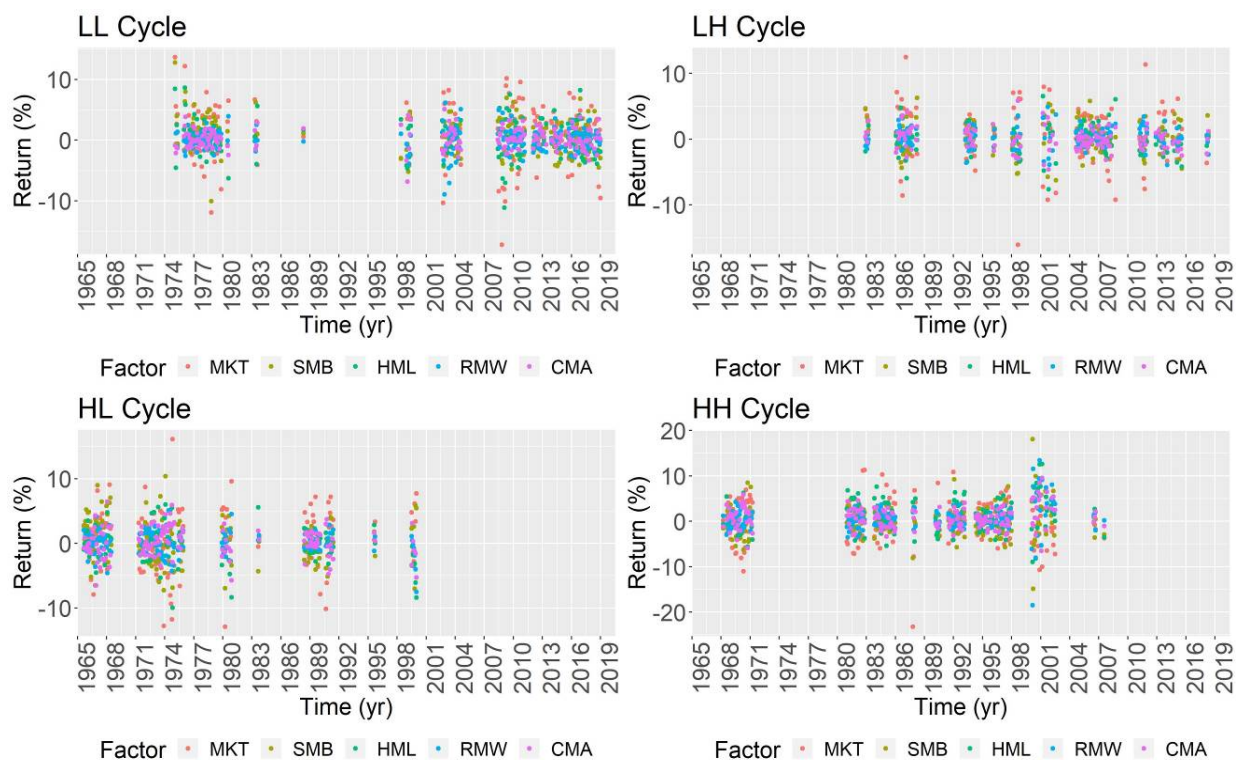 LL Cycle
Return (%)
10
0
-10
1965 1968 1971 1974 1977 1980 1983 1986 1989 1992 1995 1998 2001 2004 2007 2010 2013 2016 2019
Time (yr)
Factor MKT SMB HML RMW CMA
LH Cycle
Return (%)
10
0
-10
1965 1968 1971 1974 1977 1980 1983 1986 1989 1992 1995 1998 2001 2004 2007 2010 2013 2016 2019
Time (yr)
Factor MKT SMB HML RMW CMA
HL Cycle
Return (%)
10
0
-10
1965 1968 1971 1974 1977 1980 1983 1986 1989 1992 1995 1998 2001 2004 2007 2010 2013 2016 2019
Time (yr)
Factor MKT SMB HML RMW CMA
HH Cycle
Return (%)
20
10
0
-10
-20
1965 1968 1971 1974 1977 1980 1983 1986 1989 1992 1995 1998 2001 2004 2007 2010 2013 2016 2019
Time (yr)
Factor MKT SMB HML RMW CMA